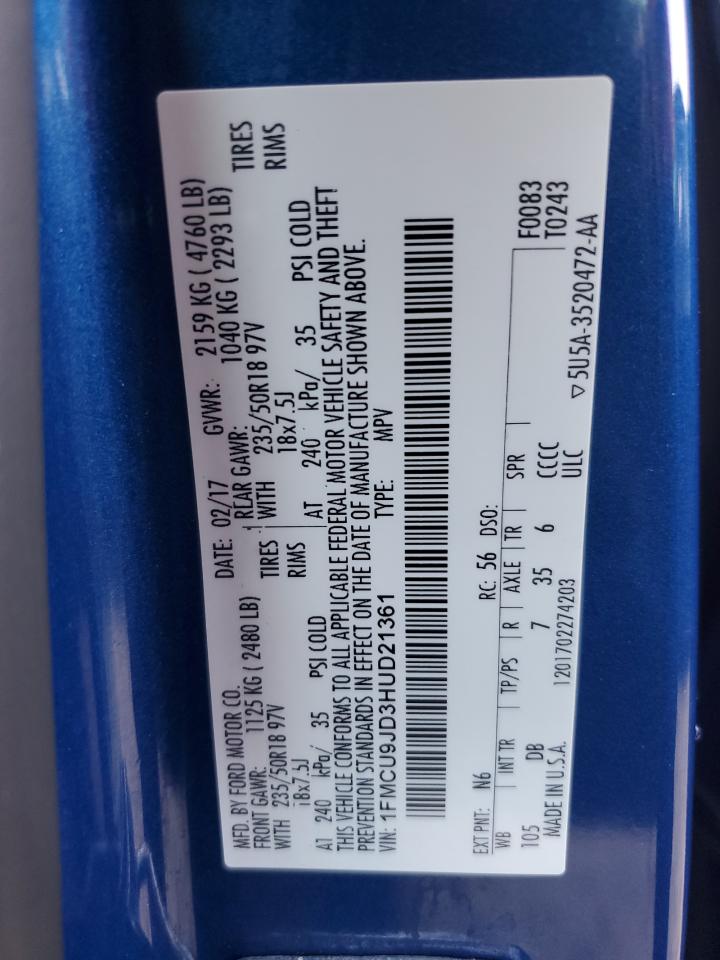 MFD. BY FORD MOTOR CO.
DATE: 02/17 GVWR: 2159 KG ( 4760 LB)
FRONT GAWR: 1125 KG ( 2480 LB) REAR GAWR: 1040 KG ( 2293 LB)
WITH 235/50R18 97V TIRES WITH 235/50R18 97V TIRES
18x7.5J RIMS 18x7.5J RIMS
AT 240 kPa/ 35 PSI COLD AT 240 kPa/ 35 PSI COLD
THIS VEHICLE CONFORMS TO ALL APPLICABLE FEDERAL MOTOR VEHICLE SAFETY AND THEFT
PREVENTION STANDARDS IN EFFECT ON THE DATE OF MANUFACTURE SHOWN ABOVE.
VIN: 1FMCU9JD3HUD21361 TYPE: MPV
EXT PNT: N6 RC: 56 DSO:
WB INT TR TP/PS R AXLE TR SPR F0083
105 DB 7 35 6 CCCC T0243
MADE IN U.S.A. 1201702274203 ULC ▽ 5U5A-3520472-AA